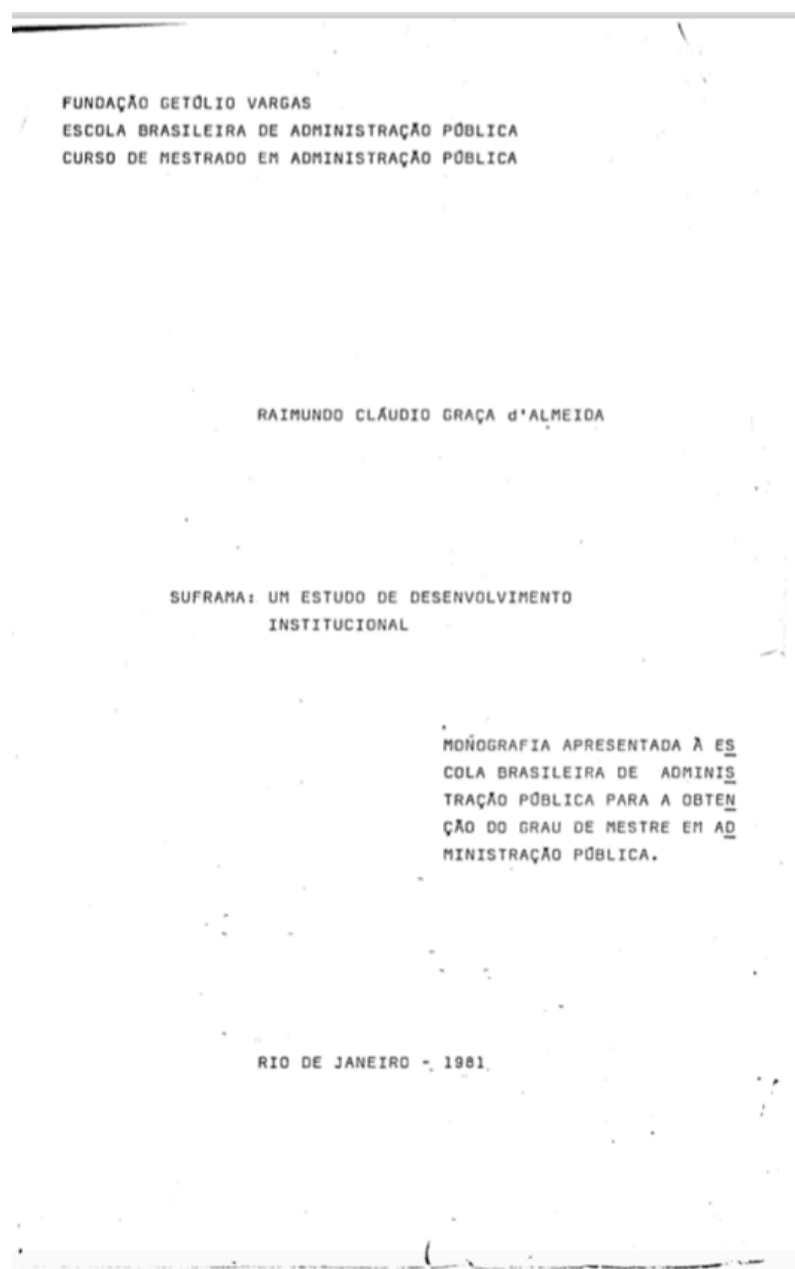 FUNDAÇÃO GETÚLIO VARGAS
ESCOLA BRASILEIRA DE ADMINISTRAÇÃO PÚBLICA
CURSO DE MESTRADO EM ADMINISTRAÇÃO PÚBLICA
RAIMUNDO CLÁUDIO GRAÇA d'ALMEIDA
SUFRAMA: UM ESTUDO DE DESENVOLVIMENTO
INSTITUCIONAL
MONOGRAFIA APRESENTADA À ES
COLA BRASILEIRA DE ADMINIS
TRAÇÃO PÚBLICA PARA A OBTEN
ÇÃO DO GRAU DE MESTRE EM AD
MINISTRAÇÃO PÚBLICA.
RIO DE JANEIRO - 1981